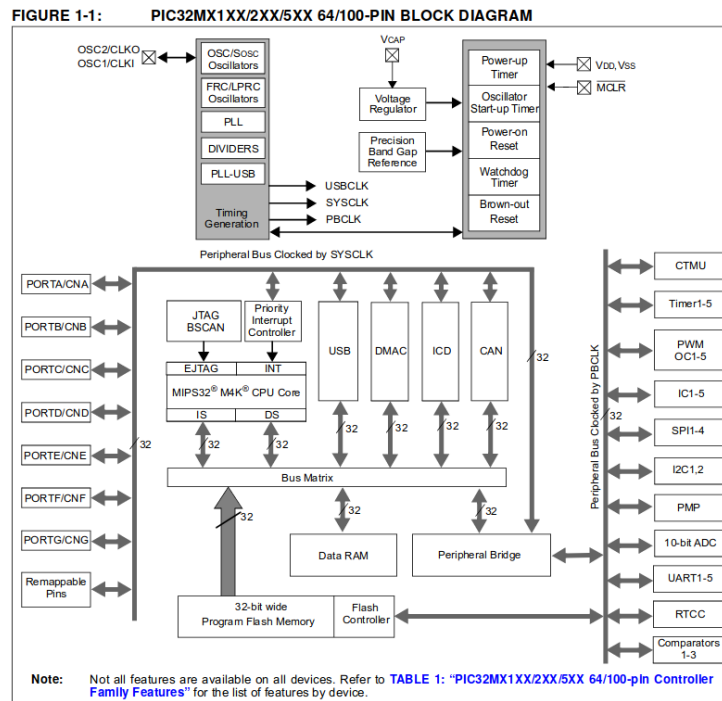 FIGURE 1-1: PIC32MX1XX/2XX/5XX 64/100-PIN BLOCK DIAGRAM
OSC2/CLKO
OSC1/CLKI
OSC/SOSC
Oscillators
FRC/LPRC
Oscillators
PLL
DIVIDERS
PLL-USB
Timing
Generation
USBCLK
SYSCLK
PBCLK
VCAP
Voltage
Regulator
Precision
Band Gap
Reference
Power-up
Timer
Oscillator
Start-up Timer
Power-on
Reset
Watchdog
Timer
Brown-out
Reset
VDD,VSS
MCLR
Peripheral Bus Clocked by SYSCLK
PORTA/CNA
PORTB/CNB
PORTC/CNC
PORTD/CND
PORTE/CNE
PORTF/CNF
PORTG/CNG
Remappable
Pins
32
JTAG
BSCAN
Priority
Interrupt
Controller
EJTAG
INT
MIPS32® M4K® CPU Core
IS
DS
USB
DMAC
ICD
CAN
32
32
32
32
32
32
32
Bus Matrix
32
32
32
Data RAM
Peripheral Bridge
32-bit wide
Program Flash Memory
Flash
Controller
Peripheral Bus Clocked by PBCLK
32
CTMU
Timer1-5
PWM
OC1-5
IC1-5
SPI1-4
I2C1,2
PMP
10-bit ADC
UART1-5
RTCC
Comparators
1-3
Note: Not all features are available on all devices. Refer to TABLE 1: “PIC32MX1XX/2XX/5XX 64/100-pin Controller
Family Features” for the list of features by device.